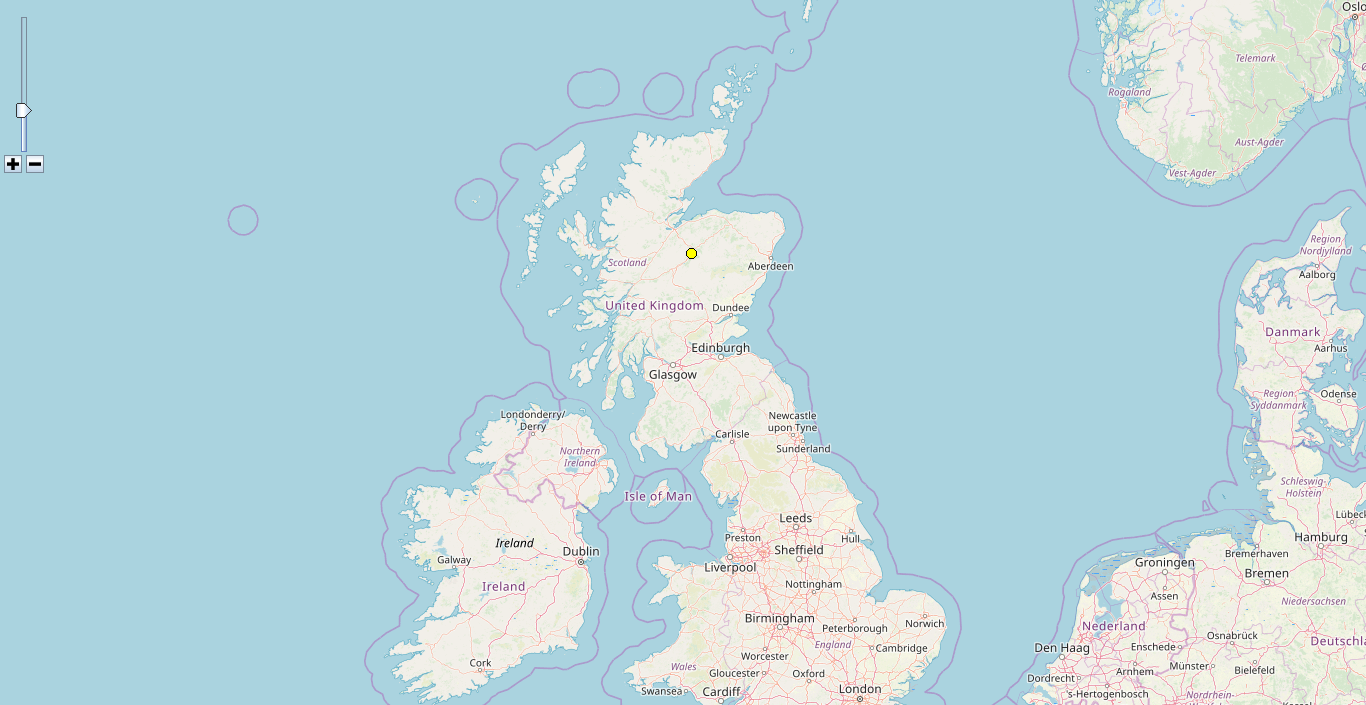 Oslo
Telemark
Rogaland
Aust-Agder
Vest-Agder
Region
Nordjylland
Aalborg
Scotland
Aberdeen
United Kingdom
Dundee
Danmark
Aarhus
Edinburgh
Glasgow
Odense
Region
Syddanmark
Londonderry/
Derry
Newcastle
upon Tyne
Carlisle
Sunderland
Northern
Ireland
Isle of Man
Schleswig-
Holstein
Leeds
Lübeck
Preston
Hull
Hamburg
Ireland
Dublin
Sheffield
Galway
Liverpool
Bremerhaven
Groningen
Bremen
Ireland
Nottingham
Assen
Niedersachsen
Birmingham
Peterborough
Norwich
Nederland
Osnabrück
Deutschla
England
Cambridge
Den Haag
Enschede
Worcester
Cork
Wales
Münster
Bielefeld
Gloucester
Oxford
Arnhem
Dordrecht
Swansea
Cardiff
London
's-Hertogenbosch
Nordrhein-